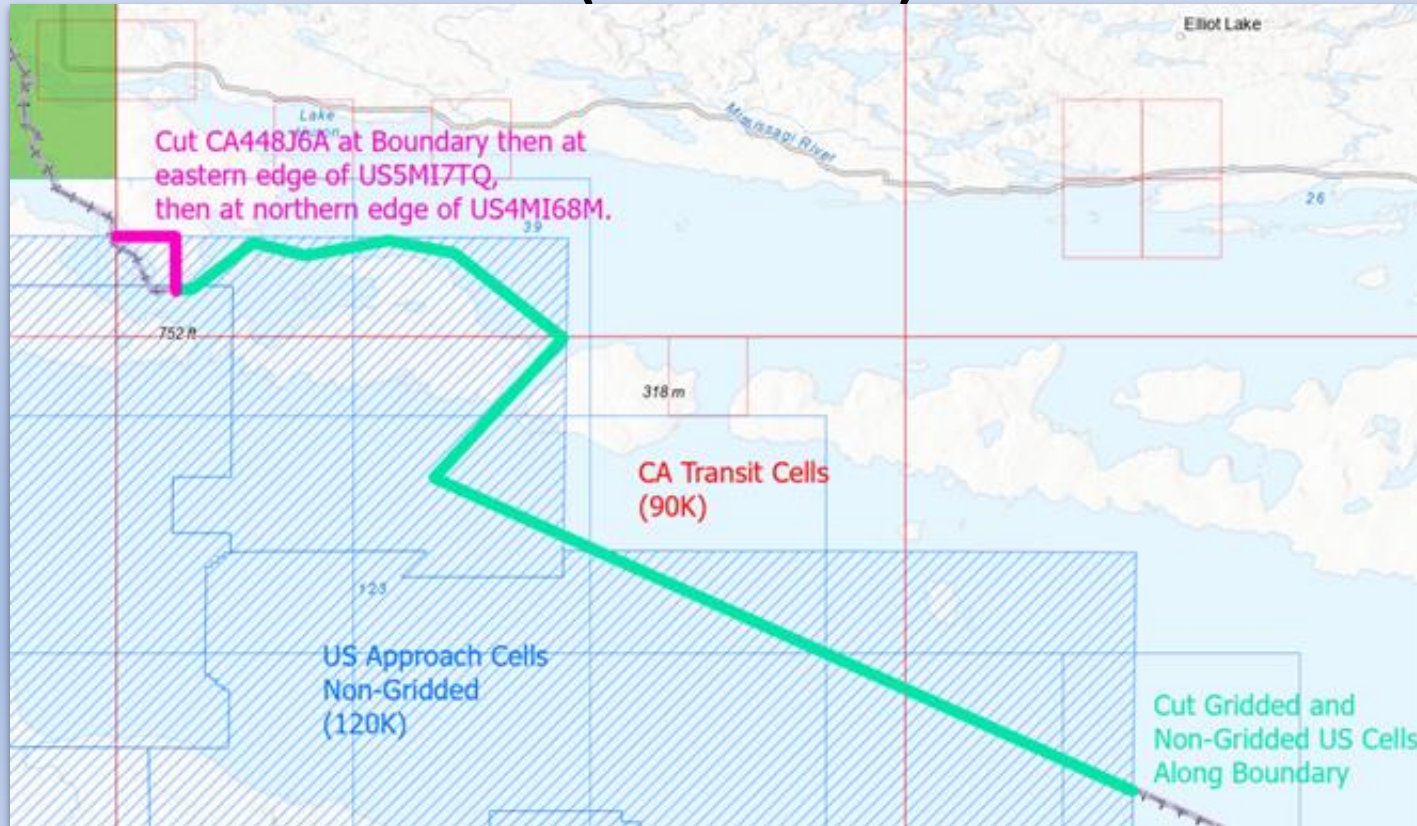 Elliot Lake
Lake
Mississagi River
Cut CA448J6A at Boundary then at
eastern edge of US5MI7TQ,
then at northern edge of US4MI68M.
26
39
752 ft
318 m
CA Transit Cells
(90K)
123
US Approach Cells
Non-Gridded
(120K)
Cut Gridded and
Non-Gridded US Cells
Along Boundary